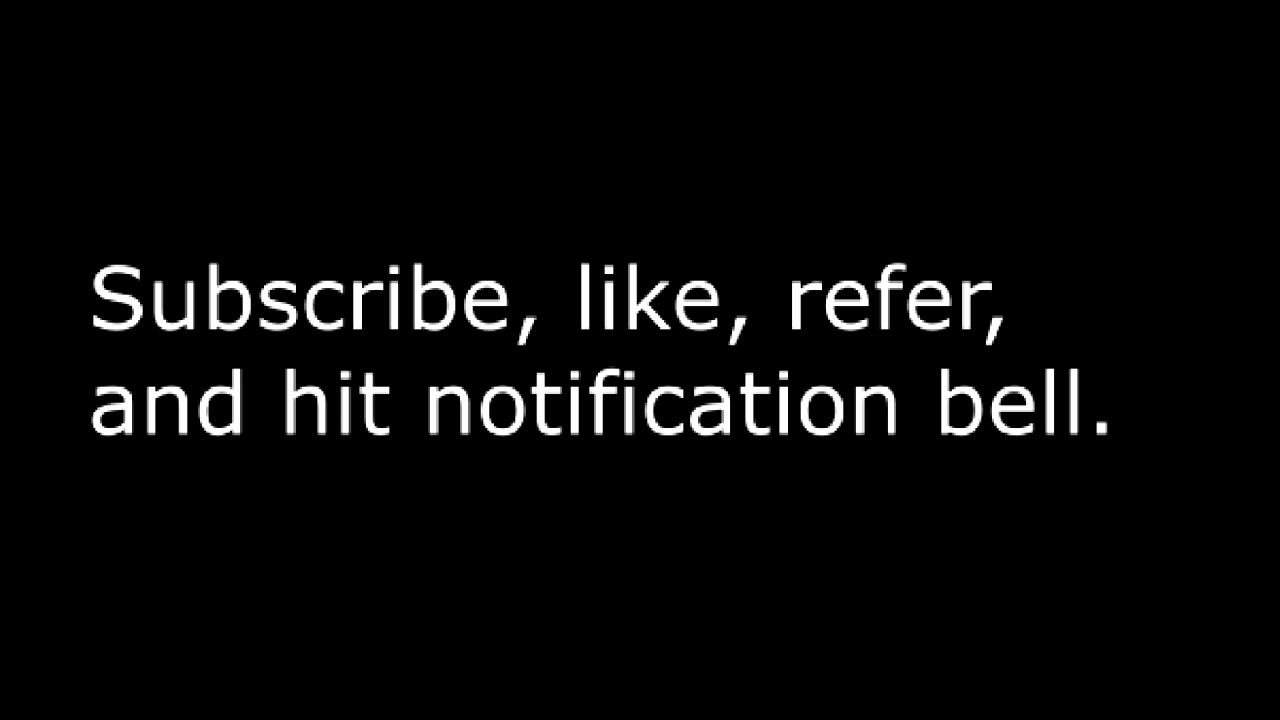 Subscribe, like, refer,
and hit notification bell.